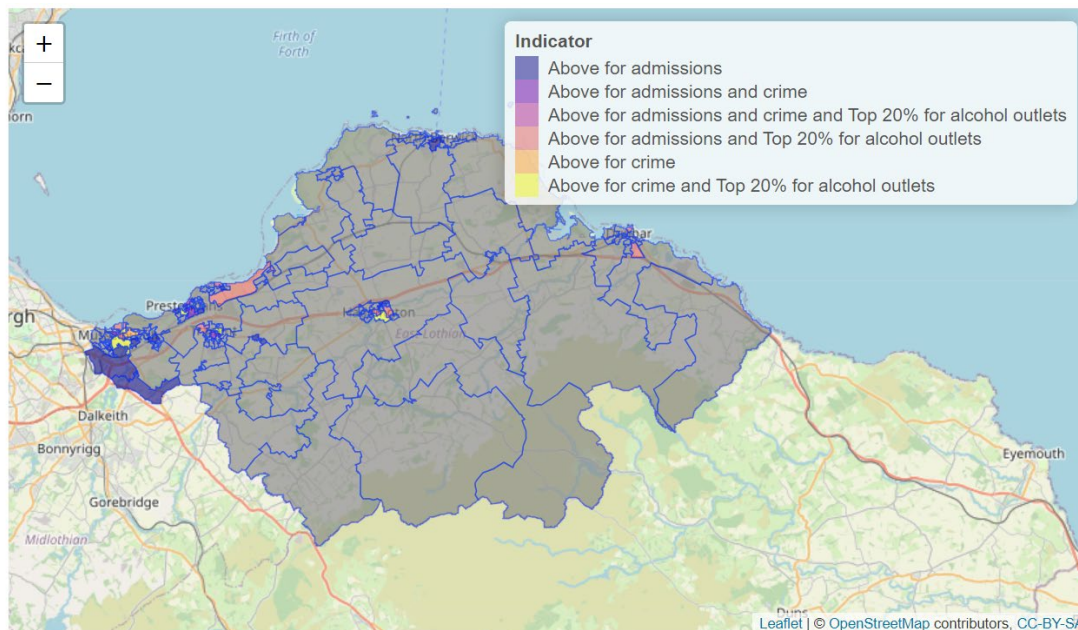 +
−
Firth of
Forth
Indicator
Above for admissions
Above for admissions and crime
Above for admissions and crime and Top 20% for alcohol outlets
Above for admissions and Top 20% for alcohol outlets
Above for crime
Above for crime and Top 20% for alcohol outlets
orn
rgh
East Lothian
Dalkeith
Bonnyrigg
Gorebridge
Midlothian
Eyemouth
Duns
Leaflet | © OpenStreetMap contributors, CC-BY-SA